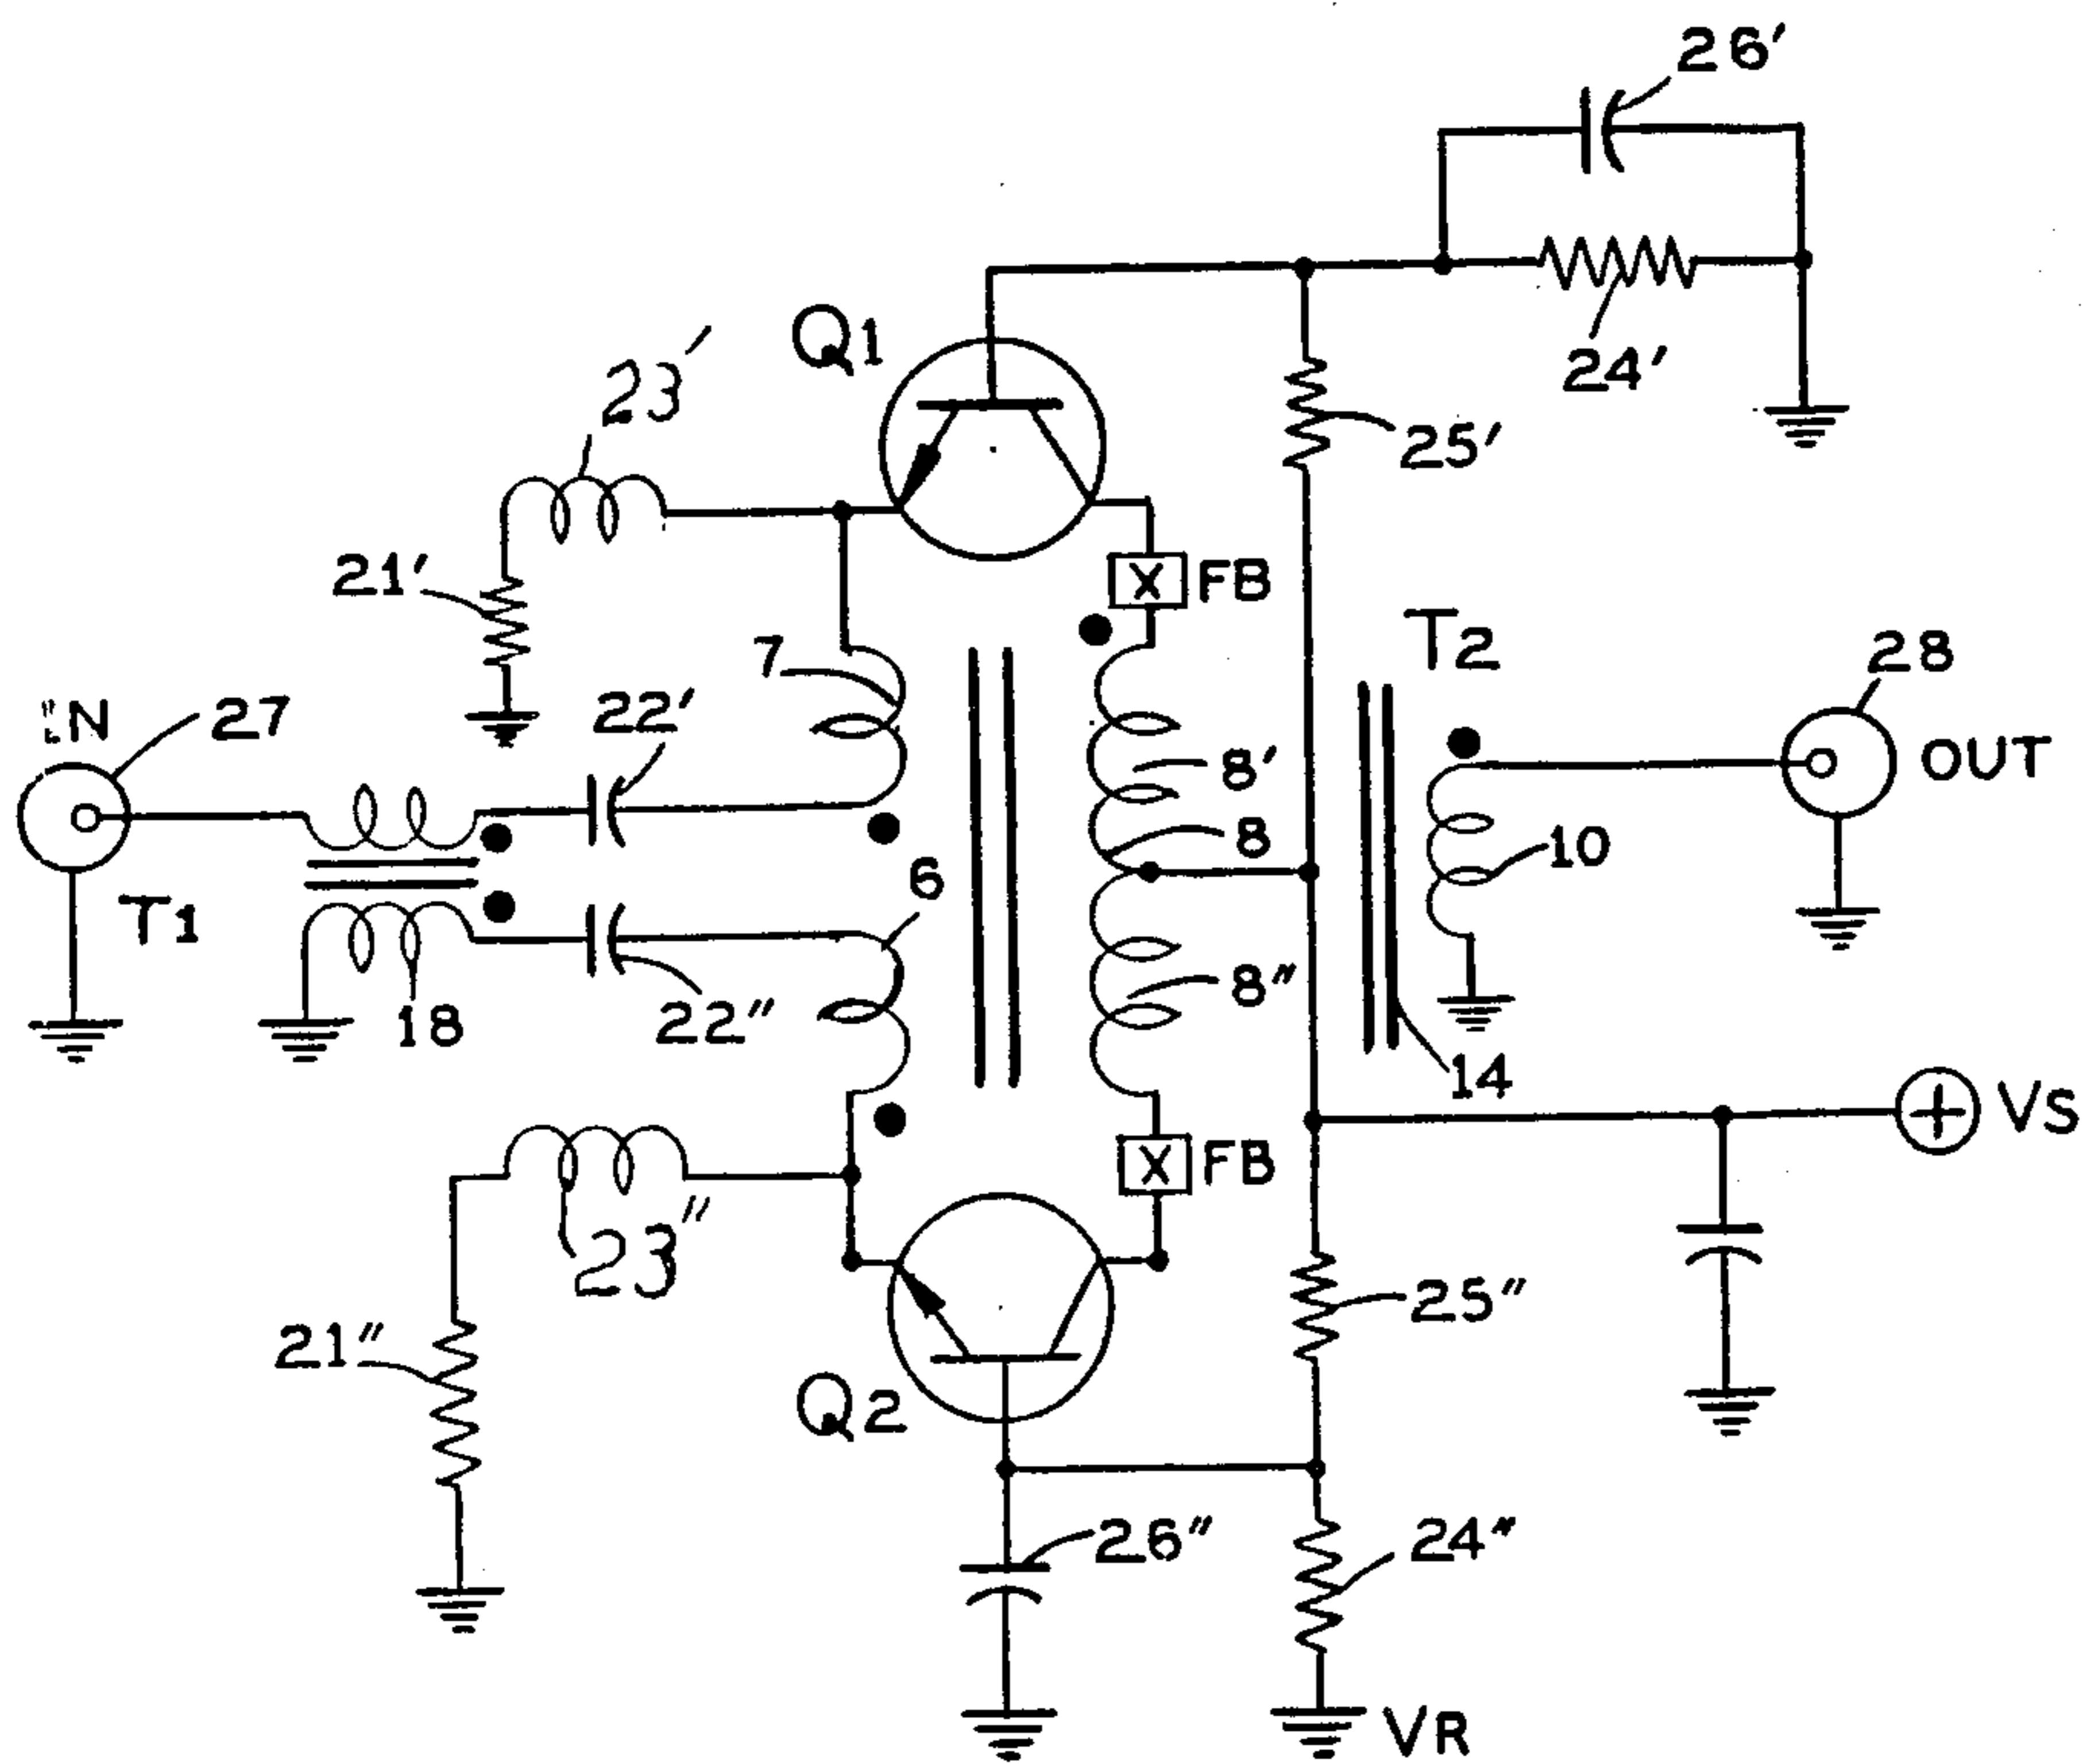 26'
Q1
23'
24'
25'
21'
X
FB
T2
7
28
IN
27
22'
8'
OUT
8
10
6
T1
8"
18
22"
14
VS
X
FB
23"
25"
21"
Q2
26"
24"
VR